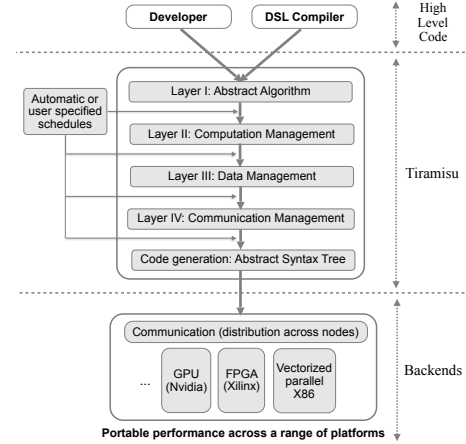 Developer
DSL Compiler
High
Level
Code
Automatic or
user specified
schedules
Layer I: Abstract Algorithm
Layer II: Computation Management
Layer III: Data Management
Layer IV: Communication Management
Code generation: Abstract Syntax Tree
Tiramisu
Communication (distribution across nodes)
...
GPU
(Nvidia)
FPGA
(Xilinx)
Vectorized
parallel
X86
Backends
Portable performance across a range of platforms